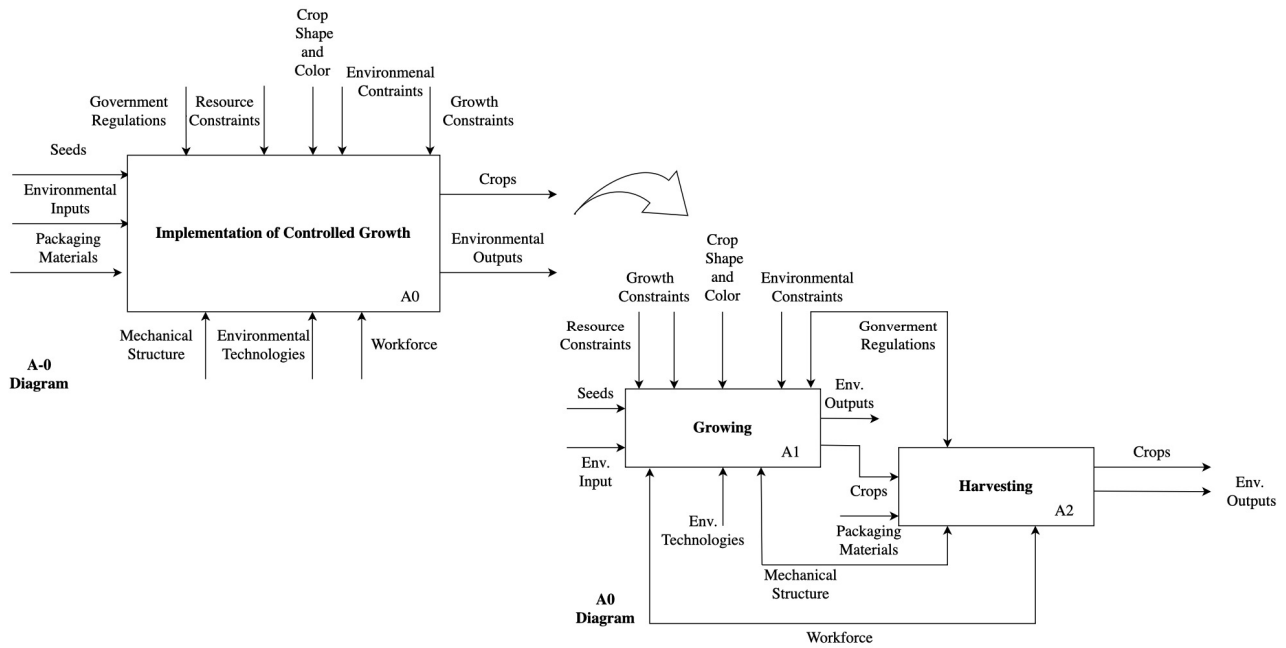 Crop
Shape
and
Color
Environmenal
Contraints
Government
Regulations
Resource
Constraints
Growth
Constraints
Seeds
Environmental
Inputs
Packaging
Materials
Implementation of Controlled Growth
A0
Crops
Environmental
Outputs
Mechanical
Structure
Environmental
Technologies
Workforce
A-0
Diagram
Crop
Shape
and
Color
Growth
Constraints
Environmental
Constraints
Resource
Constraints
Gonverment
Regulations
Seeds
Env.
Outputs
Growing
A1
Env.
Input
Crops
Harvesting
A2
Crops
Env.
Outputs
Env.
Technologies
Packaging
Materials
Mechanical
Structure
A0
Diagram
Workforce